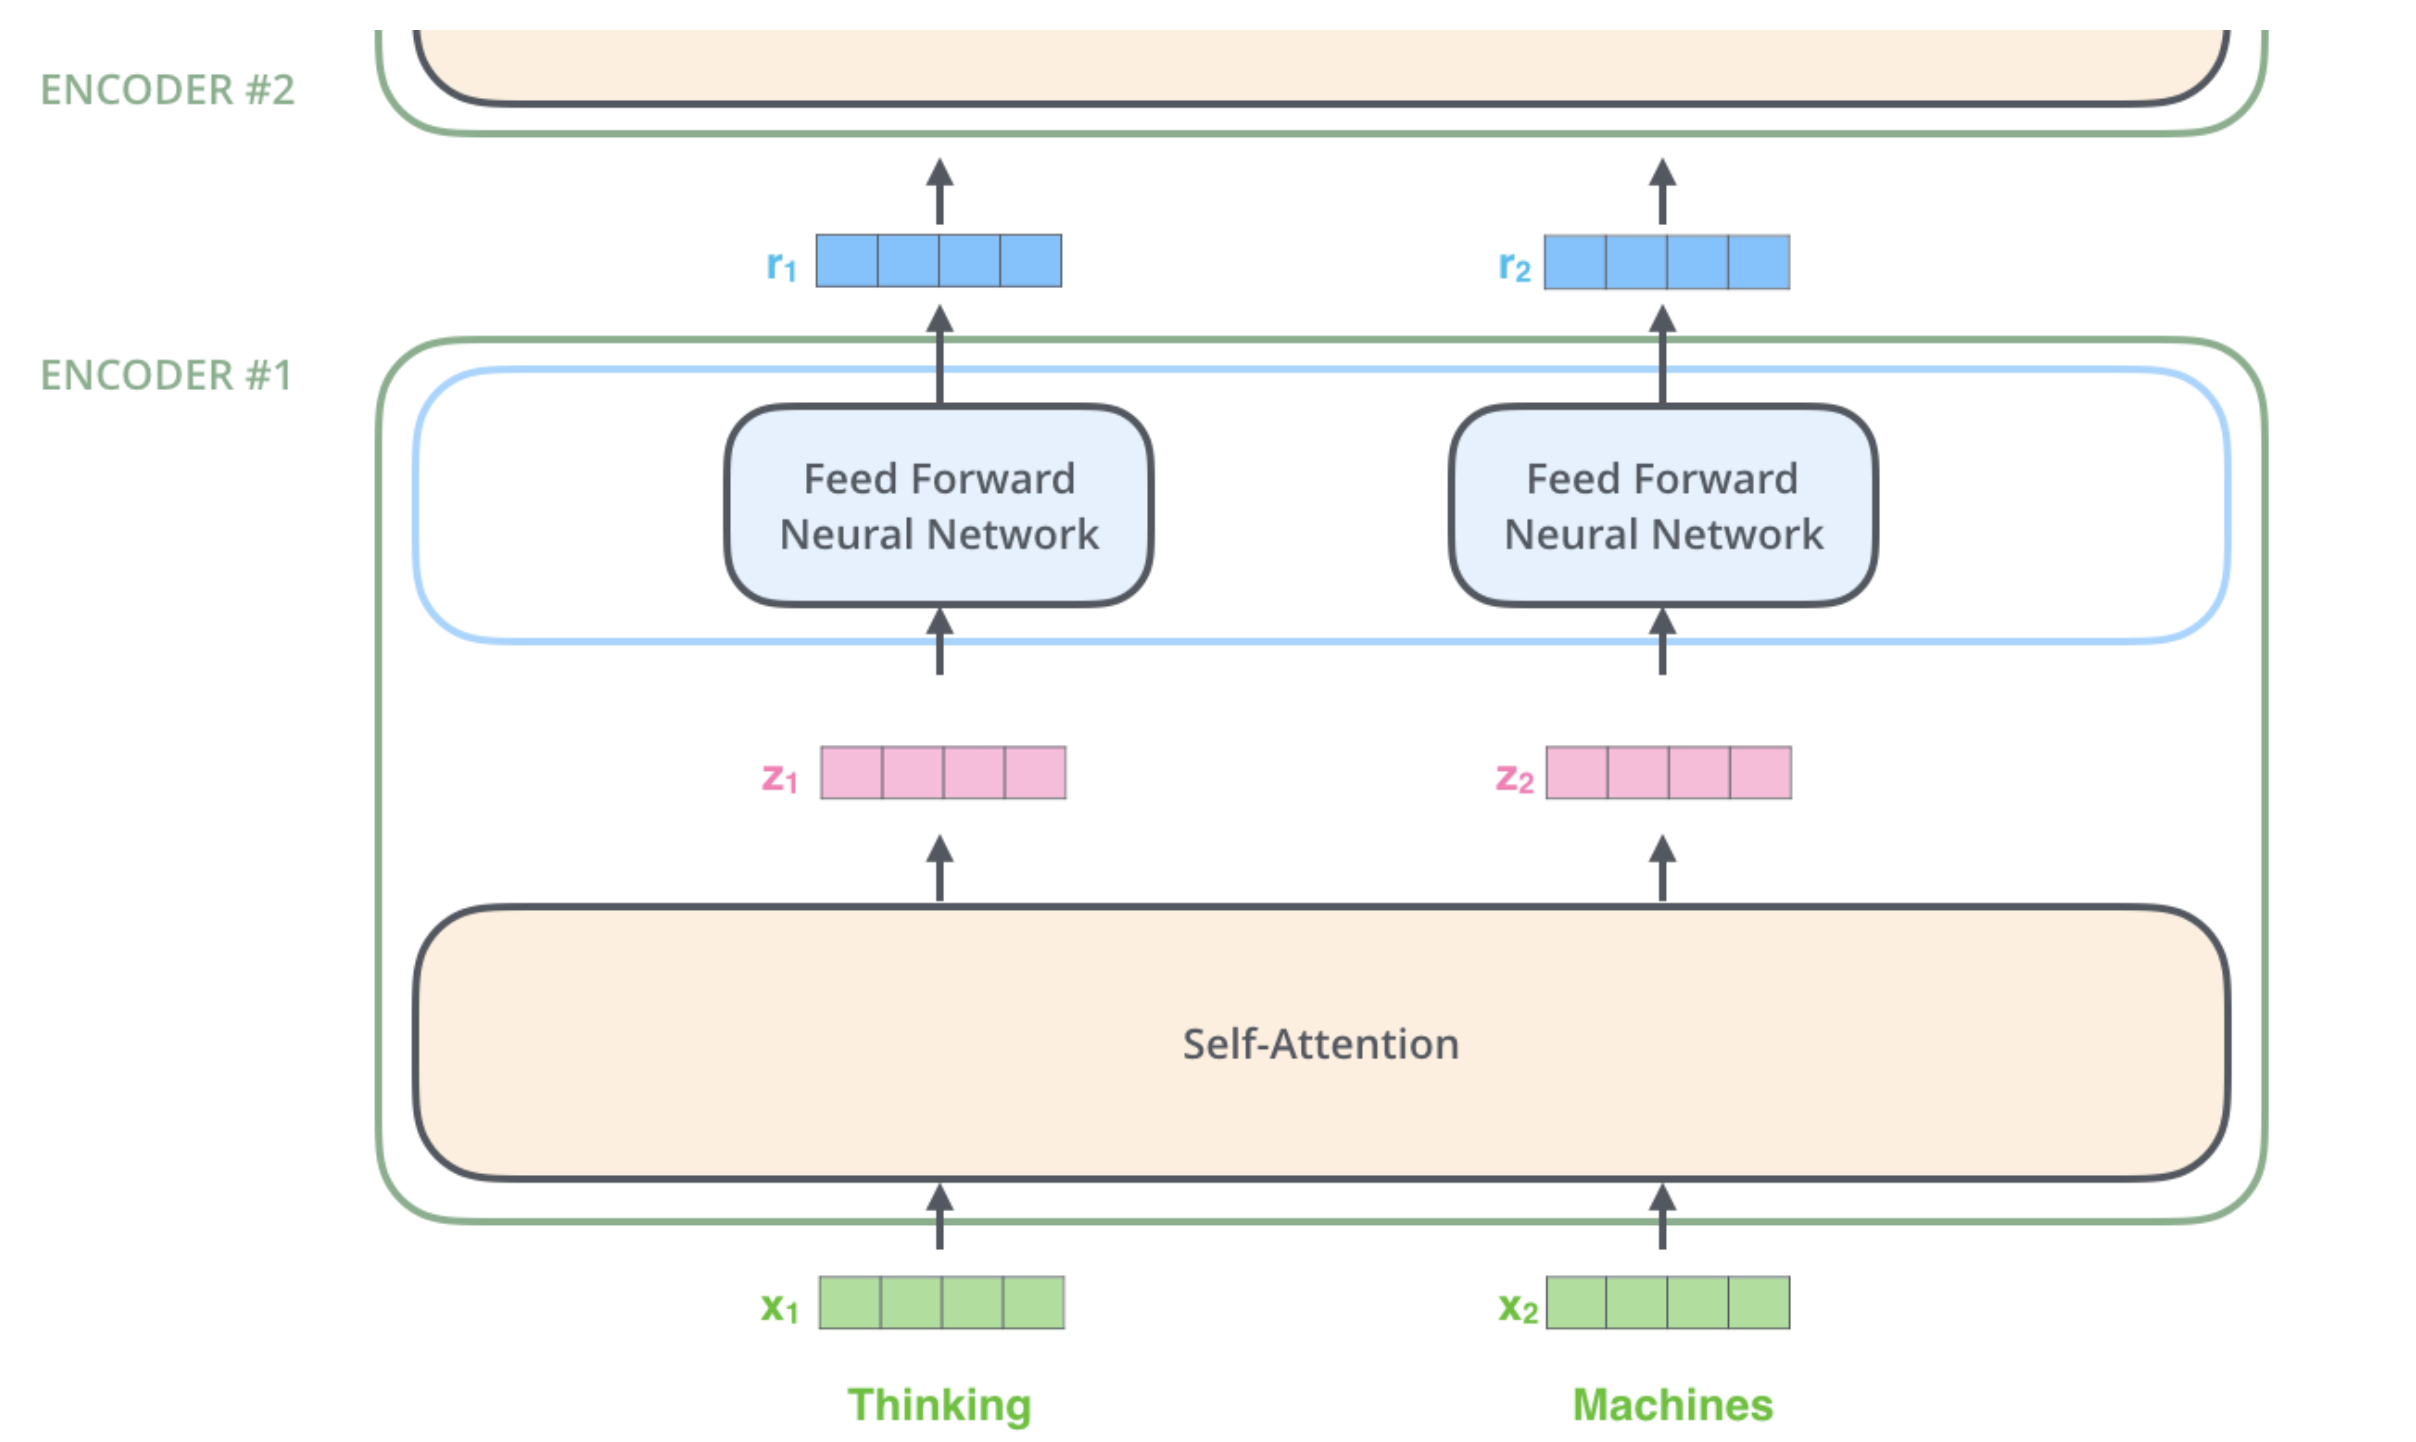 ENCODER #2
r₁
r₂
ENCODER #1
Feed Forward
Neural Network
Feed Forward
Neural Network
z₁
z₂
Self-Attention
x₁
x₂
Thinking
Machines